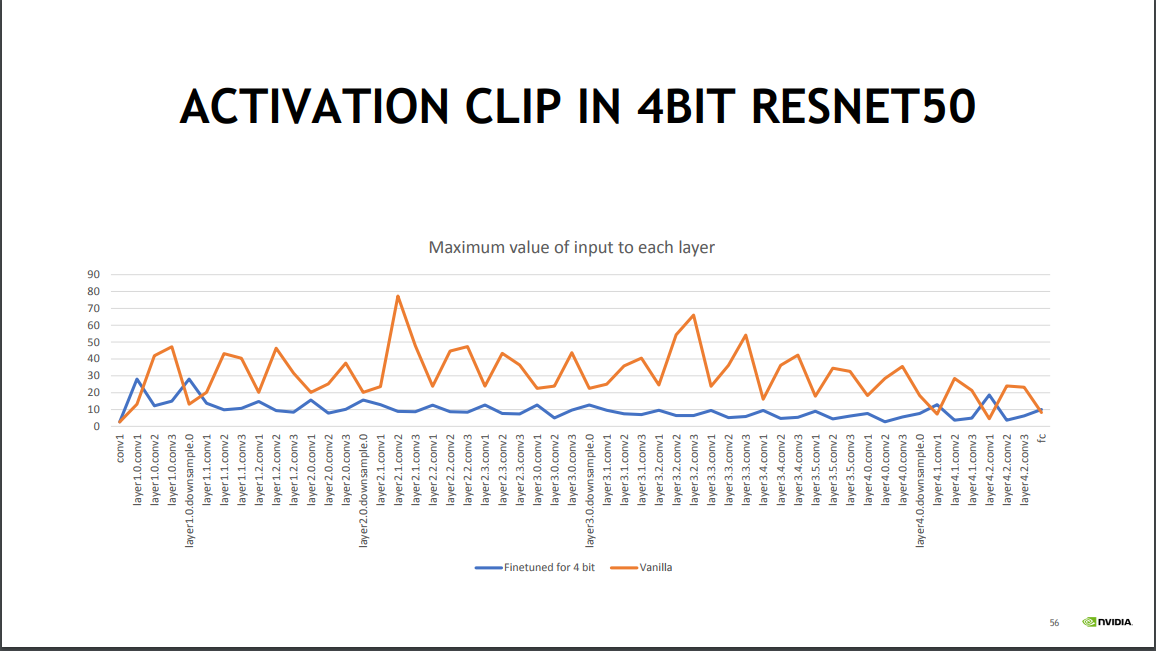 ACTIVATION CLIP IN 4BIT RESNET50
Maximum value of input to each layer
90
80
70
60
50
40
30
20
10
0
conv1
layer1.0.conv1
layer1.0.conv2
layer1.0.conv3
layer1.0.downsample.0
layer1.1.conv1
layer1.1.conv2
layer1.1.conv3
layer1.2.conv1
layer1.2.conv2
layer1.2.conv3
layer2.0.conv1
layer2.0.conv2
layer2.0.conv3
layer2.0.downsample.0
layer2.1.conv1
layer2.1.conv2
layer2.1.conv3
layer2.2.conv1
layer2.2.conv2
layer2.2.conv3
layer2.3.conv1
layer2.3.conv2
layer2.3.conv3
layer3.0.conv1
layer3.0.conv2
layer3.0.conv3
layer3.0.downsample.0
layer3.1.conv1
layer3.1.conv2
layer3.1.conv3
layer3.2.conv1
layer3.2.conv2
layer3.2.conv3
layer3.3.conv1
layer3.3.conv2
layer3.3.conv3
layer3.4.conv1
layer3.4.conv2
layer3.4.conv3
layer3.5.conv1
layer3.5.conv2
layer3.5.conv3
layer4.0.conv1
layer4.0.conv2
layer4.0.conv3
layer4.0.downsample.0
layer4.1.conv1
layer4.1.conv2
layer4.1.conv3
layer4.2.conv1
layer4.2.conv2
layer4.2.conv3
fc
Finetuned for 4 bit
Vanilla
56
NVIDIA.